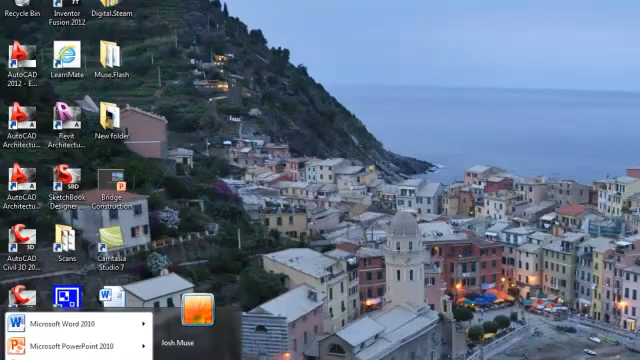 Recycle Bin
Inventor
Fusion 2012
Digital.Steam
AutoCAD
2012 - E...
LearnMate
Muse.Flash
AutoCAD
Architectu...
Revit
Architectu...
New folder
AutoCAD
Architectu...
SketchBook
Designer
Bridge
Construction
AutoCAD
Civil 3D 20...
Scans
Camtasia
Studio 7
Microsoft Word 2010
Microsoft PowerPoint 2010
Josh Muse